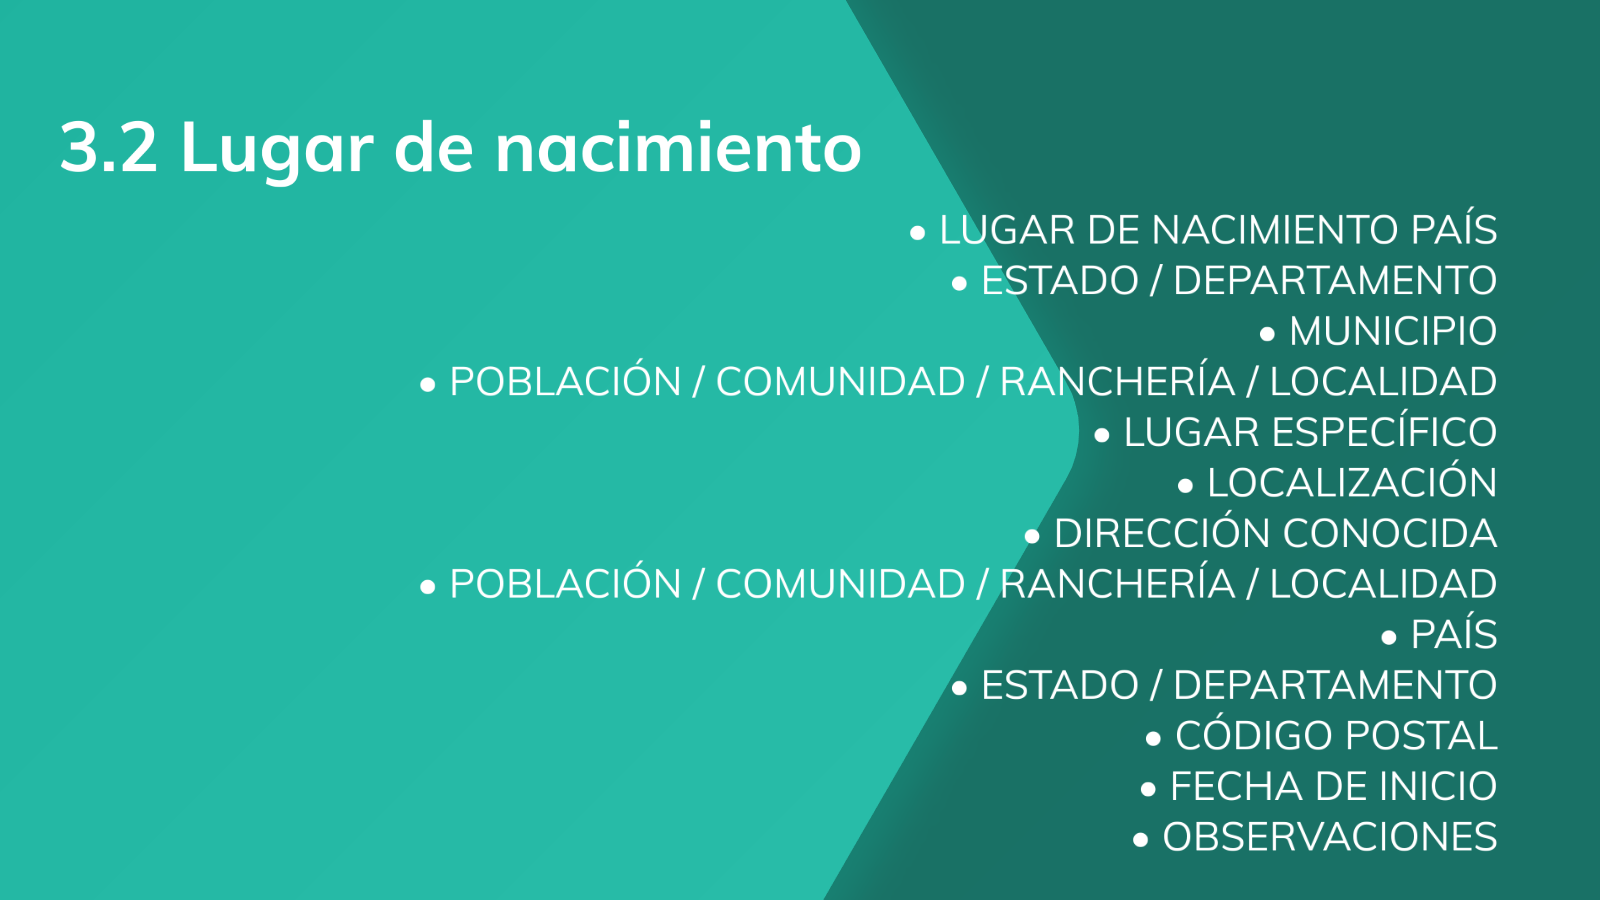 3.2 Lugar de nacimiento
• LUGAR DE NACIMIENTO PAÍS
• ESTADO / DEPARTAMENTO
• MUNICIPIO
• POBLACIÓN / COMUNIDAD / RANCHERÍA / LOCALIDAD
• LUGAR ESPECÍFICO
• LOCALIZACIÓN
• DIRECCIÓN CONOCIDA
• POBLACIÓN / COMUNIDAD / RANCHERÍA / LOCALIDAD
• PAÍS
• ESTADO / DEPARTAMENTO
• CÓDIGO POSTAL
• FECHA DE INICIO
• OBSERVACIONES